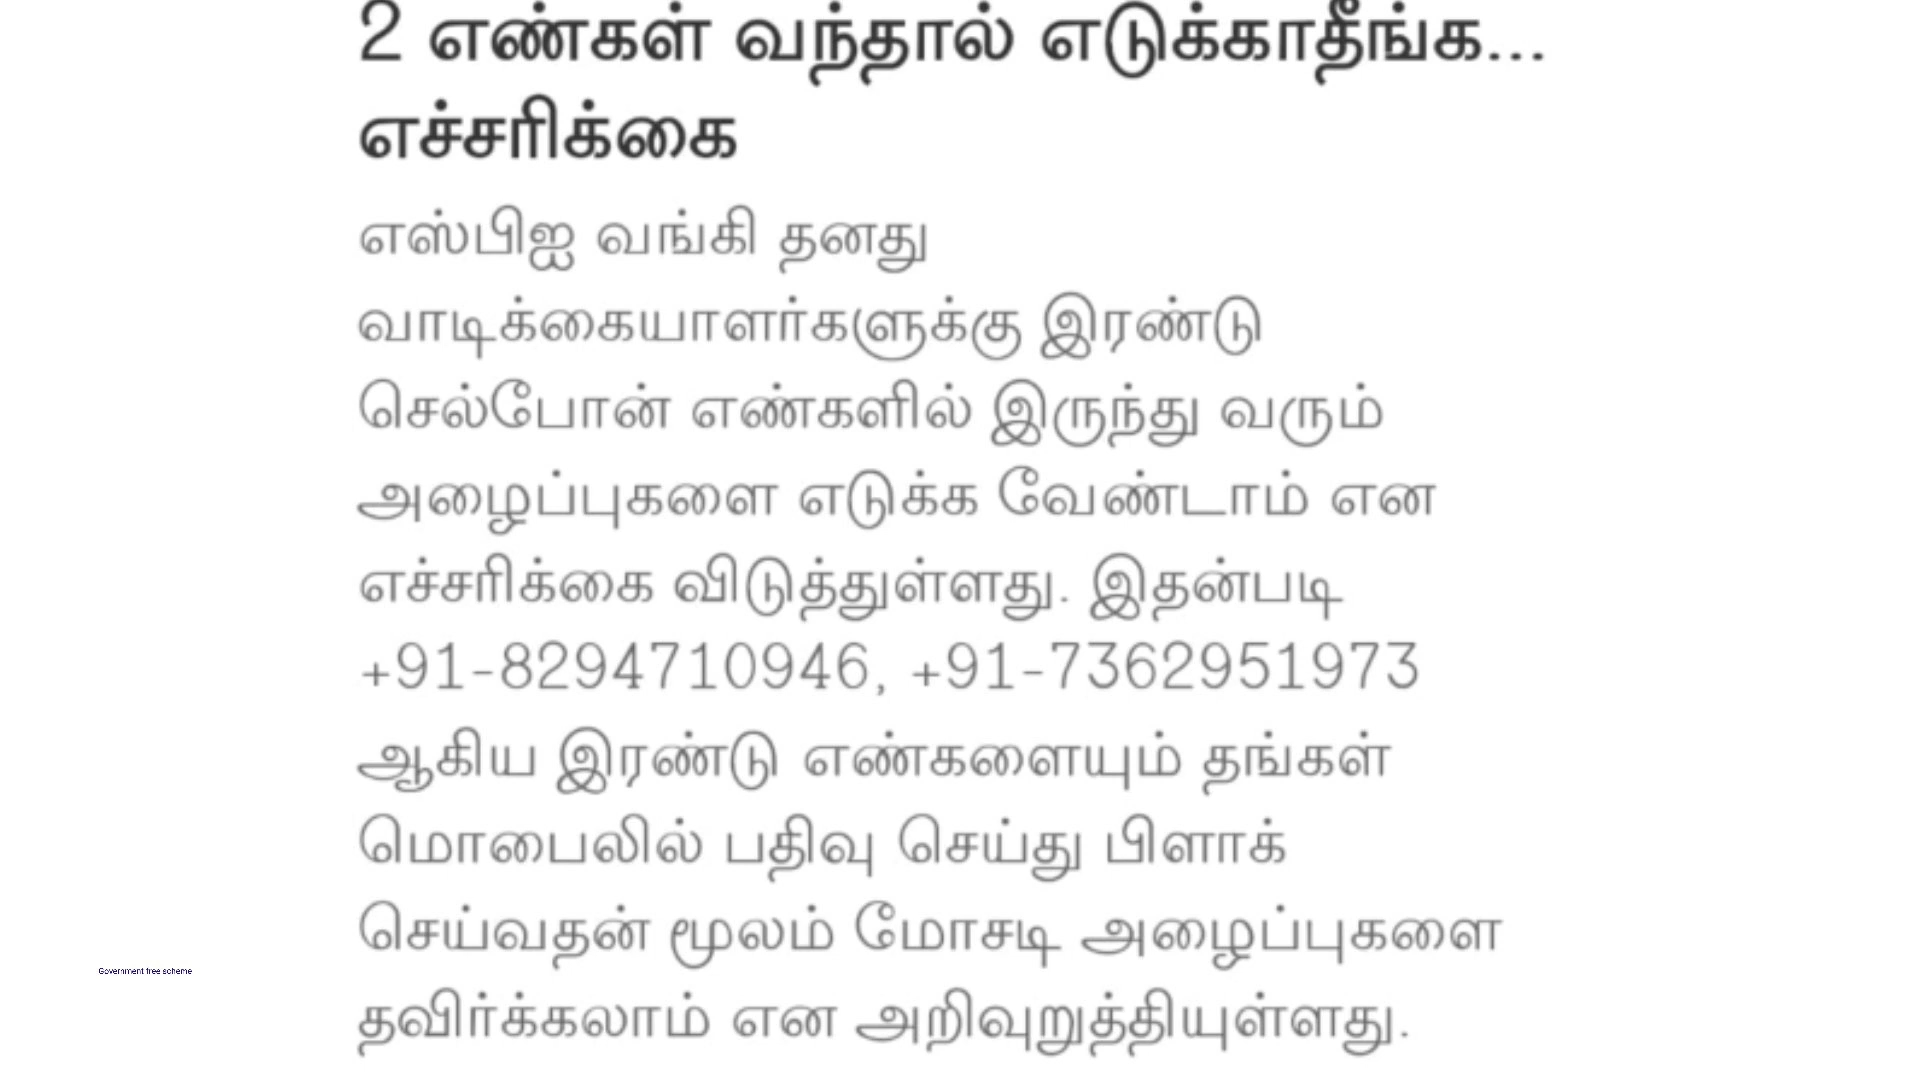 2 எண்கள் வந்தால் எடுக்காதீங்க...
எச்சரிக்கை
எஸ்பிஐ வங்கி தனது
வாடிக்கையாளர்களுக்கு இரண்டு
செல்போன் எண்களில் இருந்து வரும்
அழைப்புகளை எடுக்க வேண்டாம் என
எச்சரிக்கை விடுத்துள்ளது. இதன்படி
+91-8294710946, +91-7362951973
ஆகிய இரண்டு எண்களையும் தங்கள்
மொபைலில் பதிவு செய்து பிளாக்
செய்வதன் மூலம் மோசடி அழைப்புகளை
Government free scheme
தவிர்க்கலாம் என அறிவுறுத்தியுள்ளது.